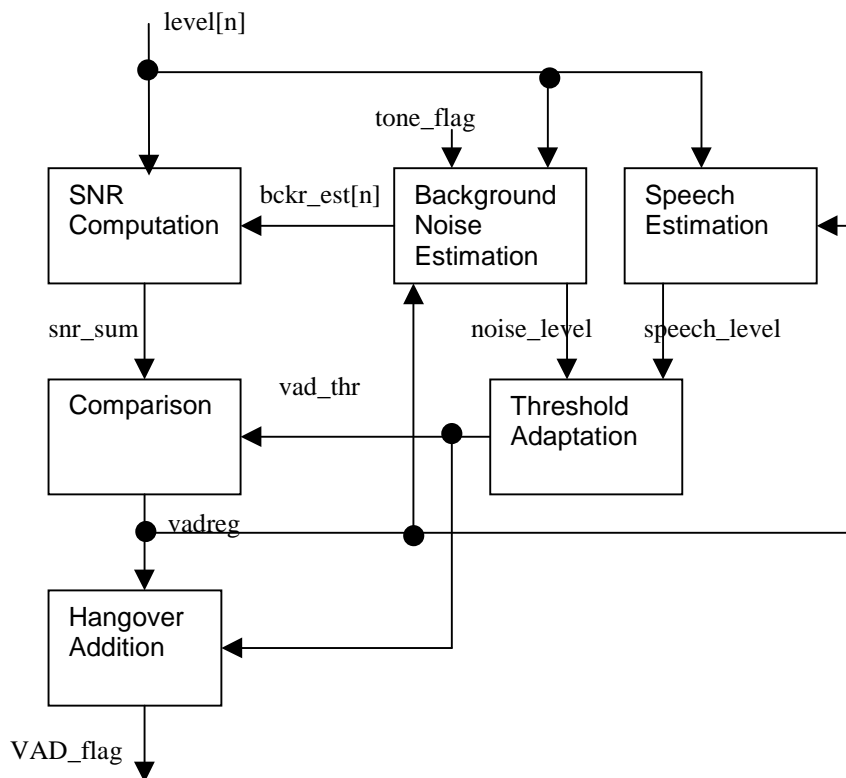 level[n]
tone_flag
SNR
Computation
bckr_est[n]
Background
Noise
Estimation
Speech
Estimation
snr_sum
noise_level
speech_level
Comparison
vad_thr
Threshold
Adaptation
vadreg
Hangover
Addition
VAD_flag